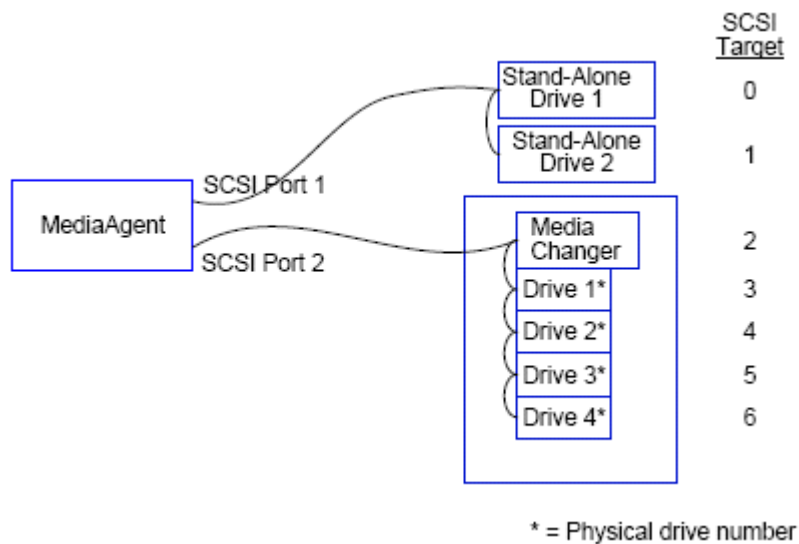 SCSI
Target
Stand-Alone
Drive 1
0
Stand-Alone
Drive 2
1
SCSI Port 1
MediaAgent
SCSI Port 2
Media
Changer
2
Drive 1*
3
Drive 2*
4
Drive 3*
5
Drive 4*
6
* = Physical drive number